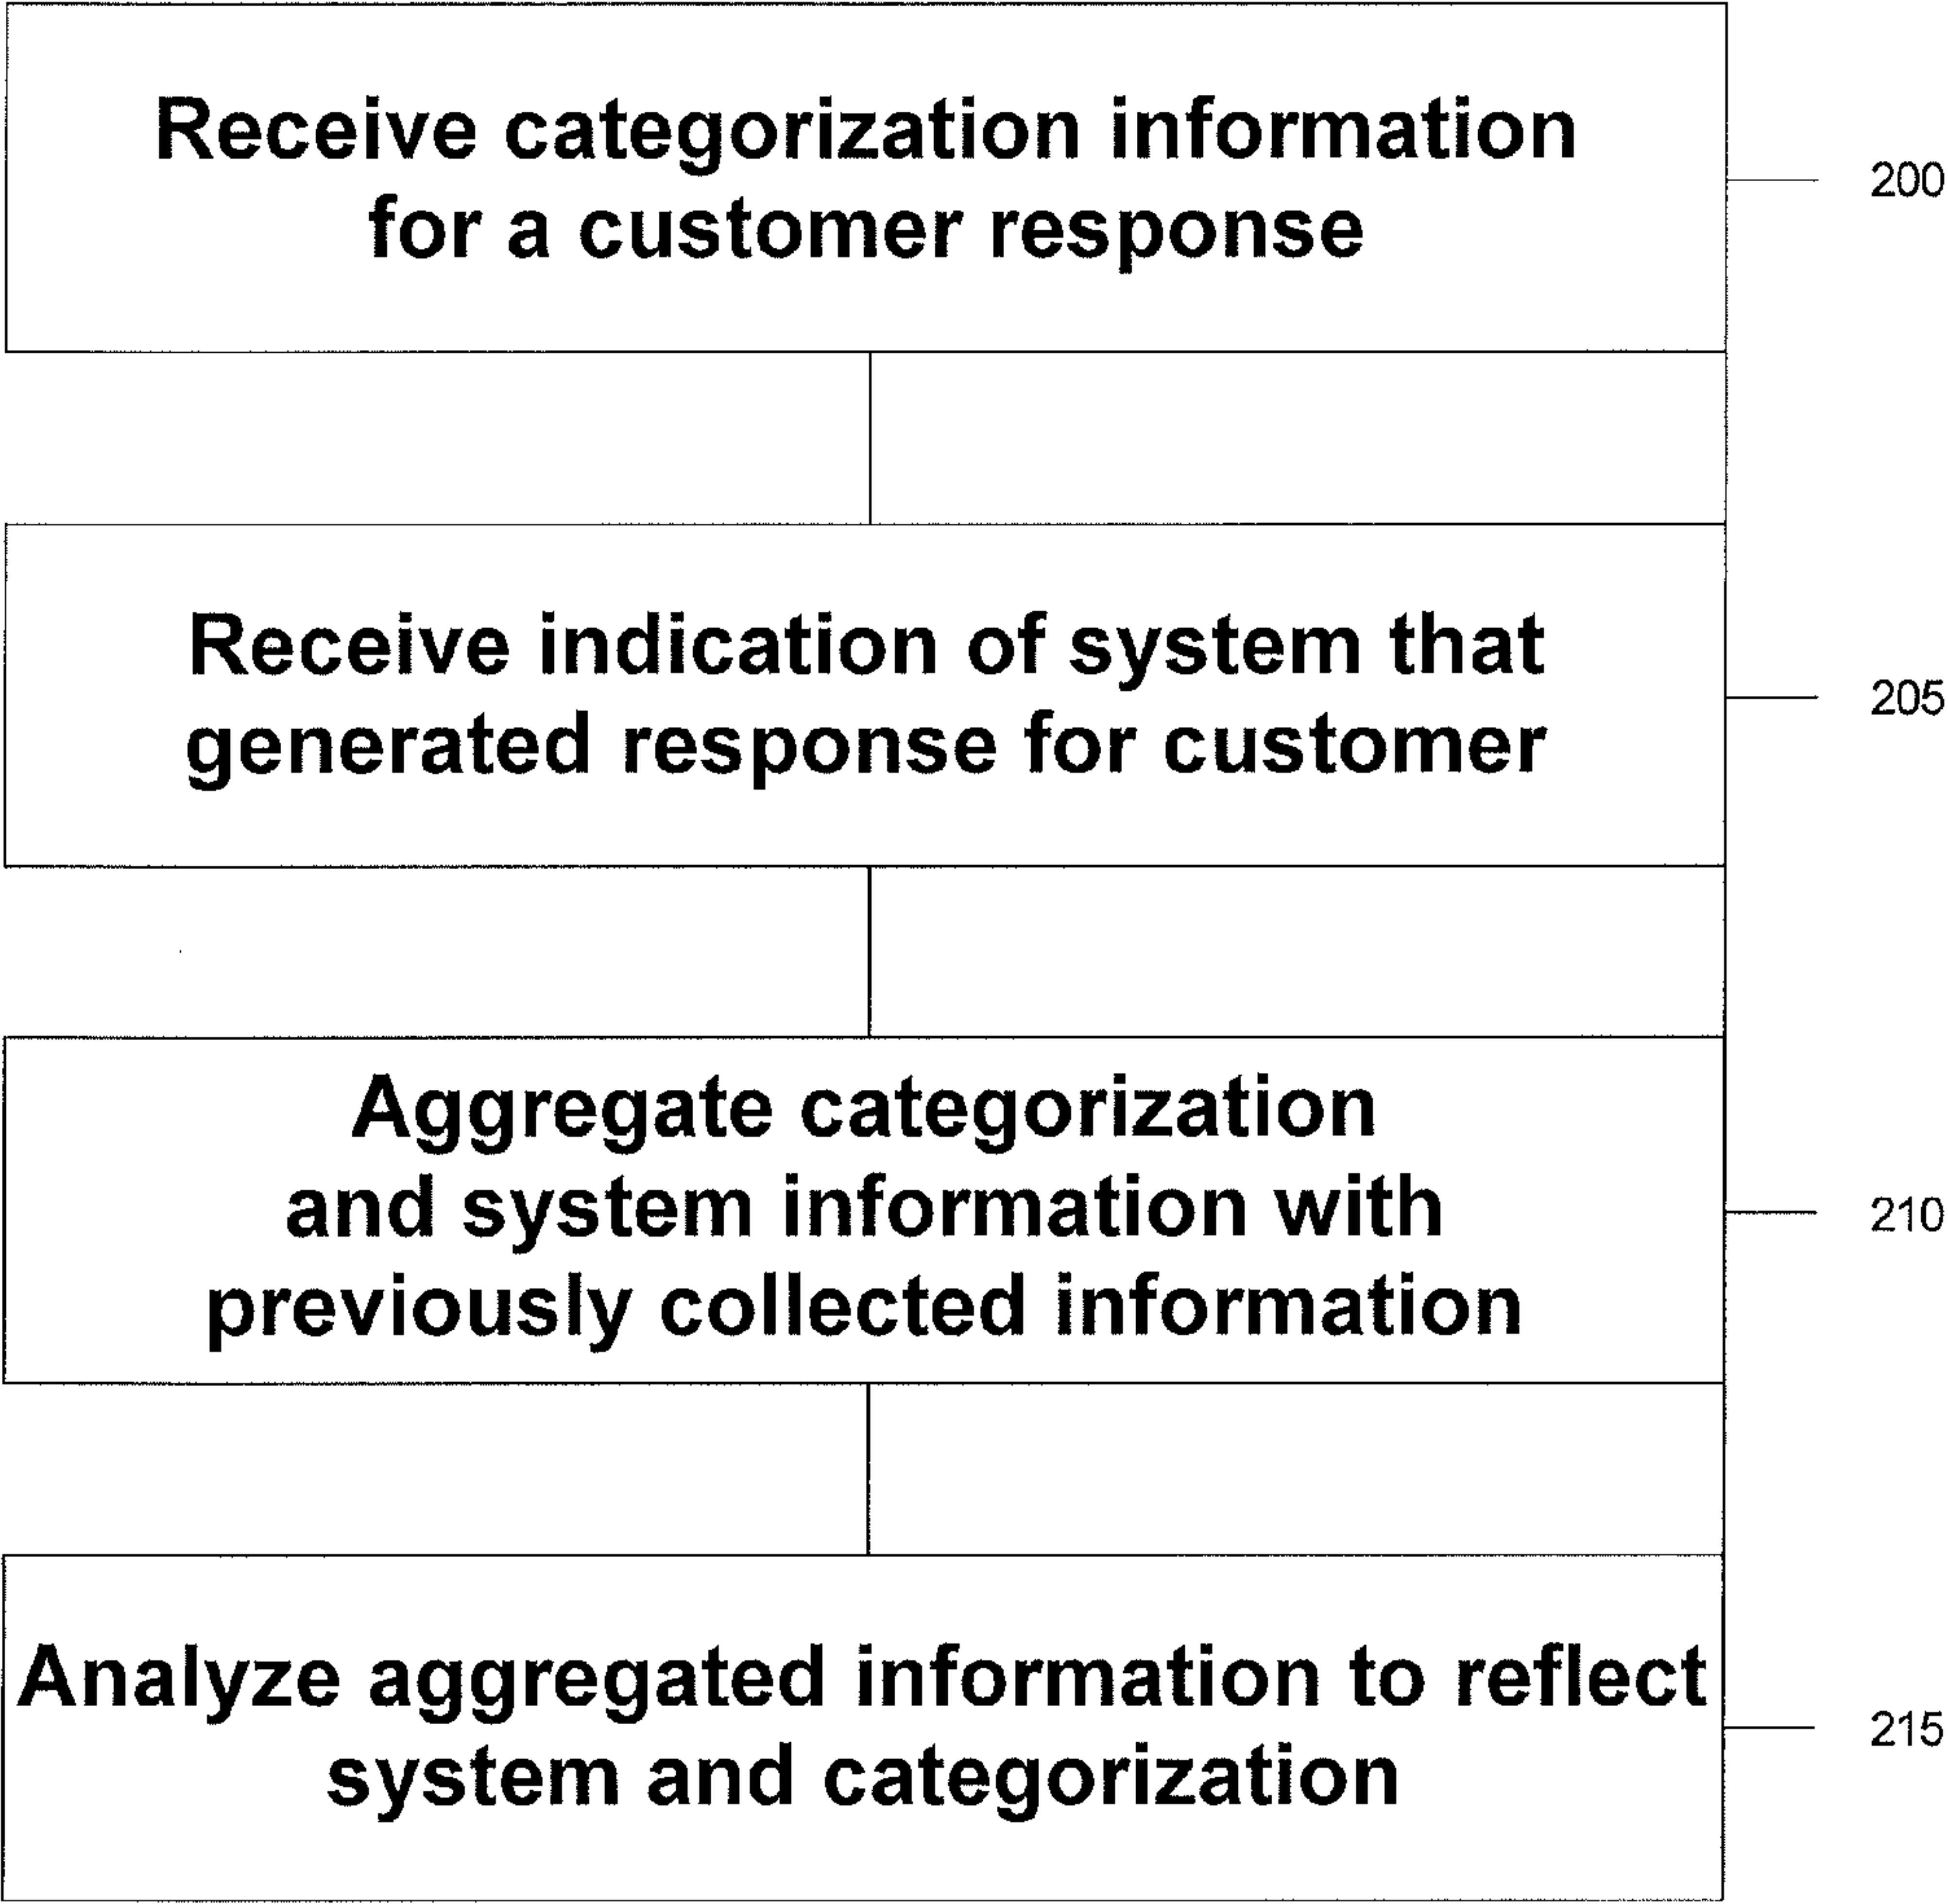 Receive categorization information
for a customer response
200
Receive indication of system that
generated response for customer
205
Aggregate categorization
and system information with
previously collected information
210
Analyze aggregated information to reflect
system and categorization
215